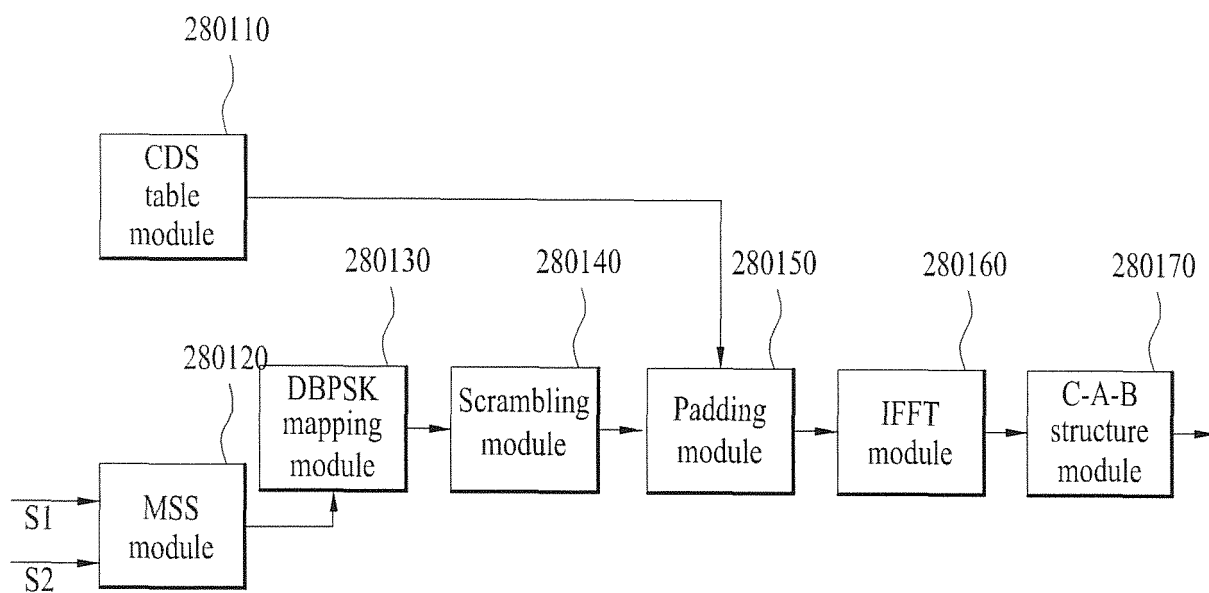 280110
CDS
table
module
280130
280140
280150
280160
280170
280120
DBPSK
mapping
module
Scrambling
module
Padding
module
IFFT
module
C-A-B
structure
module
S1
S2
MSS
module